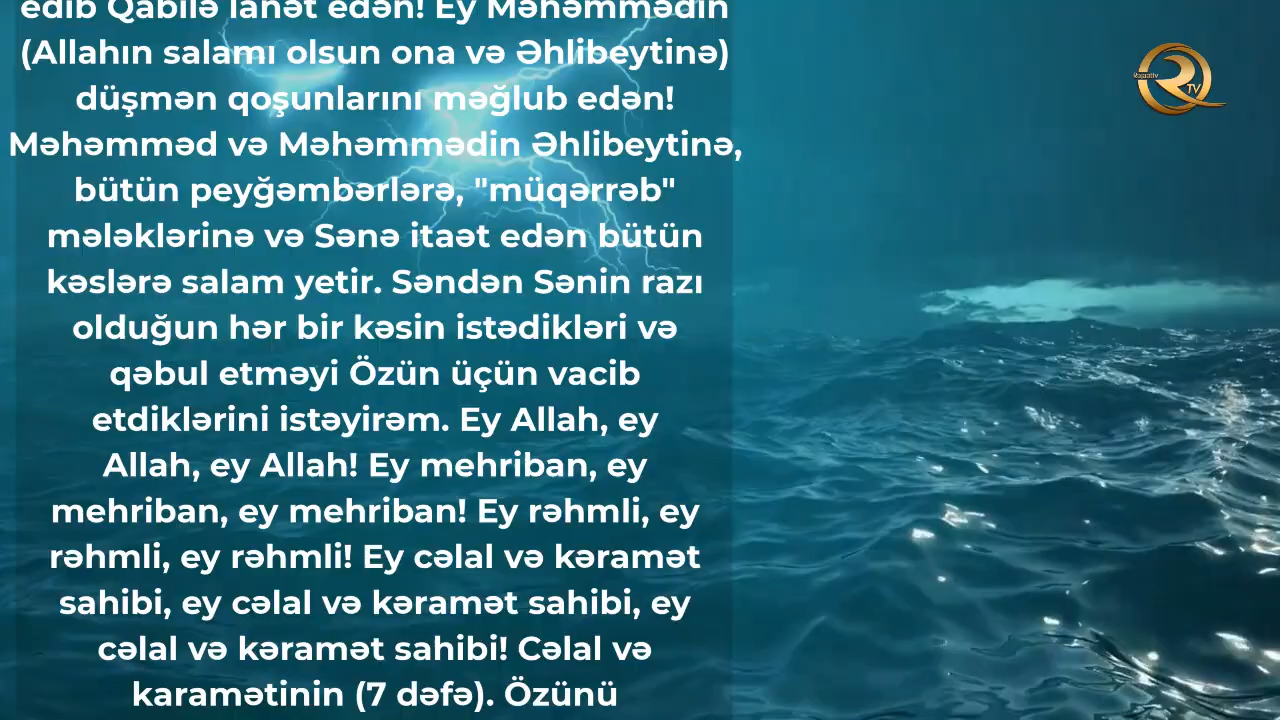 edib Qabilə lanət edən! Ey Məhəmmədin
(Allahın salamı olsun ona və Əhlibeytinə)
düşmən qoşunlarını məğlub edən!
Məhəmməd və Məhəmmədin Əhlibeytinə,
bütün peyğəmbərlərə, "müqərrəb"
mələklərinə və Sənə itaət edən bütün
kəslərə salam yetir. Səndən Sənin razı
olduğun hər bir kəsin istədikləri və
qəbul etməyi Özün üçün vacib
etdiklərini istəyirəm. Ey Allah, ey
Allah, ey Allah! Ey mehriban, ey
mehriban, ey mehriban! Ey rəhmli, ey
rəhmli, ey rəhmli! Ey cəlal və kəramət
sahibi, ey cəlal və kəramət sahibi, ey
cəlal və kəramət sahibi! Cəlal və
karamətinin (7 dəfə). Özünü
TV